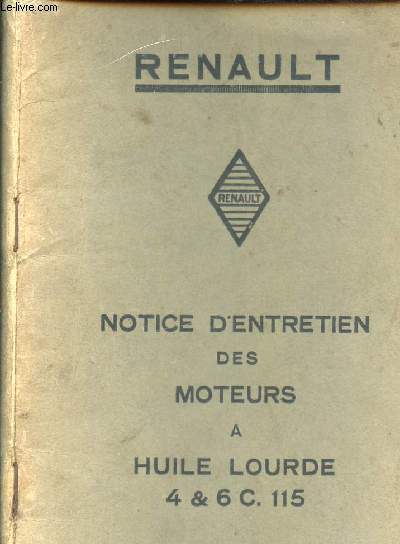 Le-livre.com
RENAULT
RENAULT
NOTICE D'ENTRETIEN
DES
MOTEURS
A
HUILE LOURDE
4 & 6 C. 115